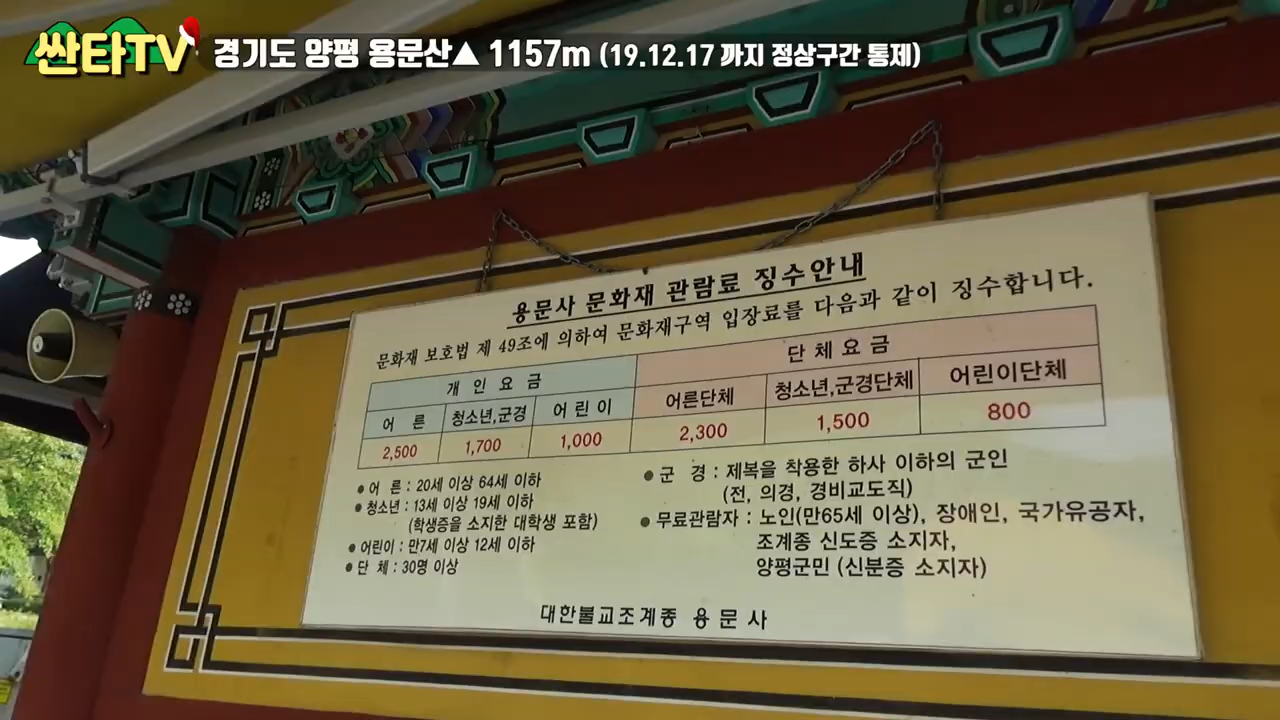 싼타TV 경기도 양평 용문산▲ 1157m (19.12.17 까지 정상구간 통제)
용문사 문화재 관람료 징수안내
문화재 보호법 제 49조에 의하여 문화재구역 입장료를 다음과 같이 징수합니다.
개 인 요 금 단 체 요 금
어 른 청소년,군경 어 린 이 어른단체 청소년,군경단체 어린이단체
2,500 1,700 1,000 2,300 1,500 800
● 어 른 : 20세 이상 64세 이하
● 청소년 : 13세 이상 19세 이하
(학생증을 소지한 대학생 포함)
● 어린이 : 만7세 이상 12세 이하
● 단 체 : 30명 이상
● 군 경 : 제복을 착용한 하사 이하의 군인
(전, 의경, 경비교도직)
● 무료관람자 : 노인(만65세 이상), 장애인, 국가유공자,
조계종 신도증 소지자,
양평군민 (신분증 소지자)
대한불교조계종 용문사